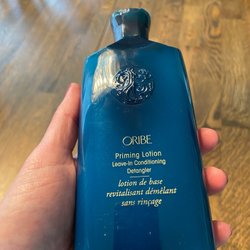 ORIBE
Priming Lotion
Leave-In Conditioning
Detangler
lotion de base
revitalisant démêlant
sans rinçage